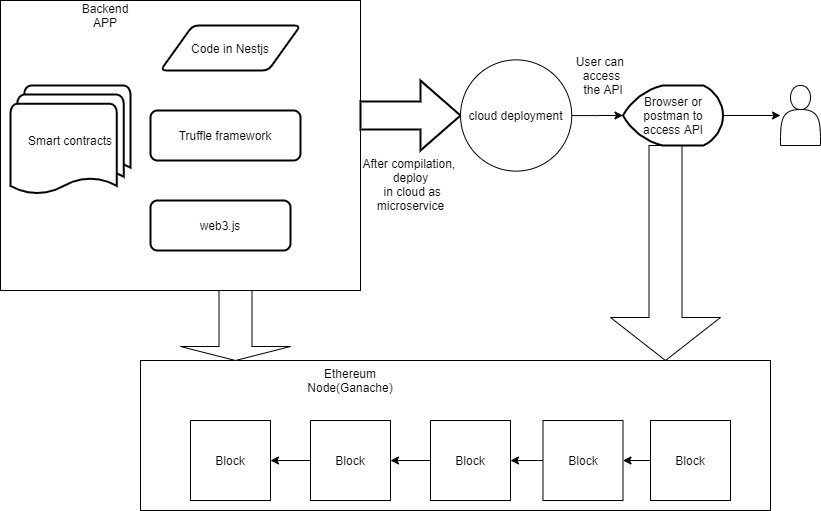 Backend
APP
Code in Nestjs
Smart contracts
Truffle framework
web3.js
After compilation,
deploy
in cloud as
microservice
cloud deployment
User can
access
the API
Browser or
postman to
access API
Ethereum
Node(Ganache)
Block
Block
Block
Block
Block